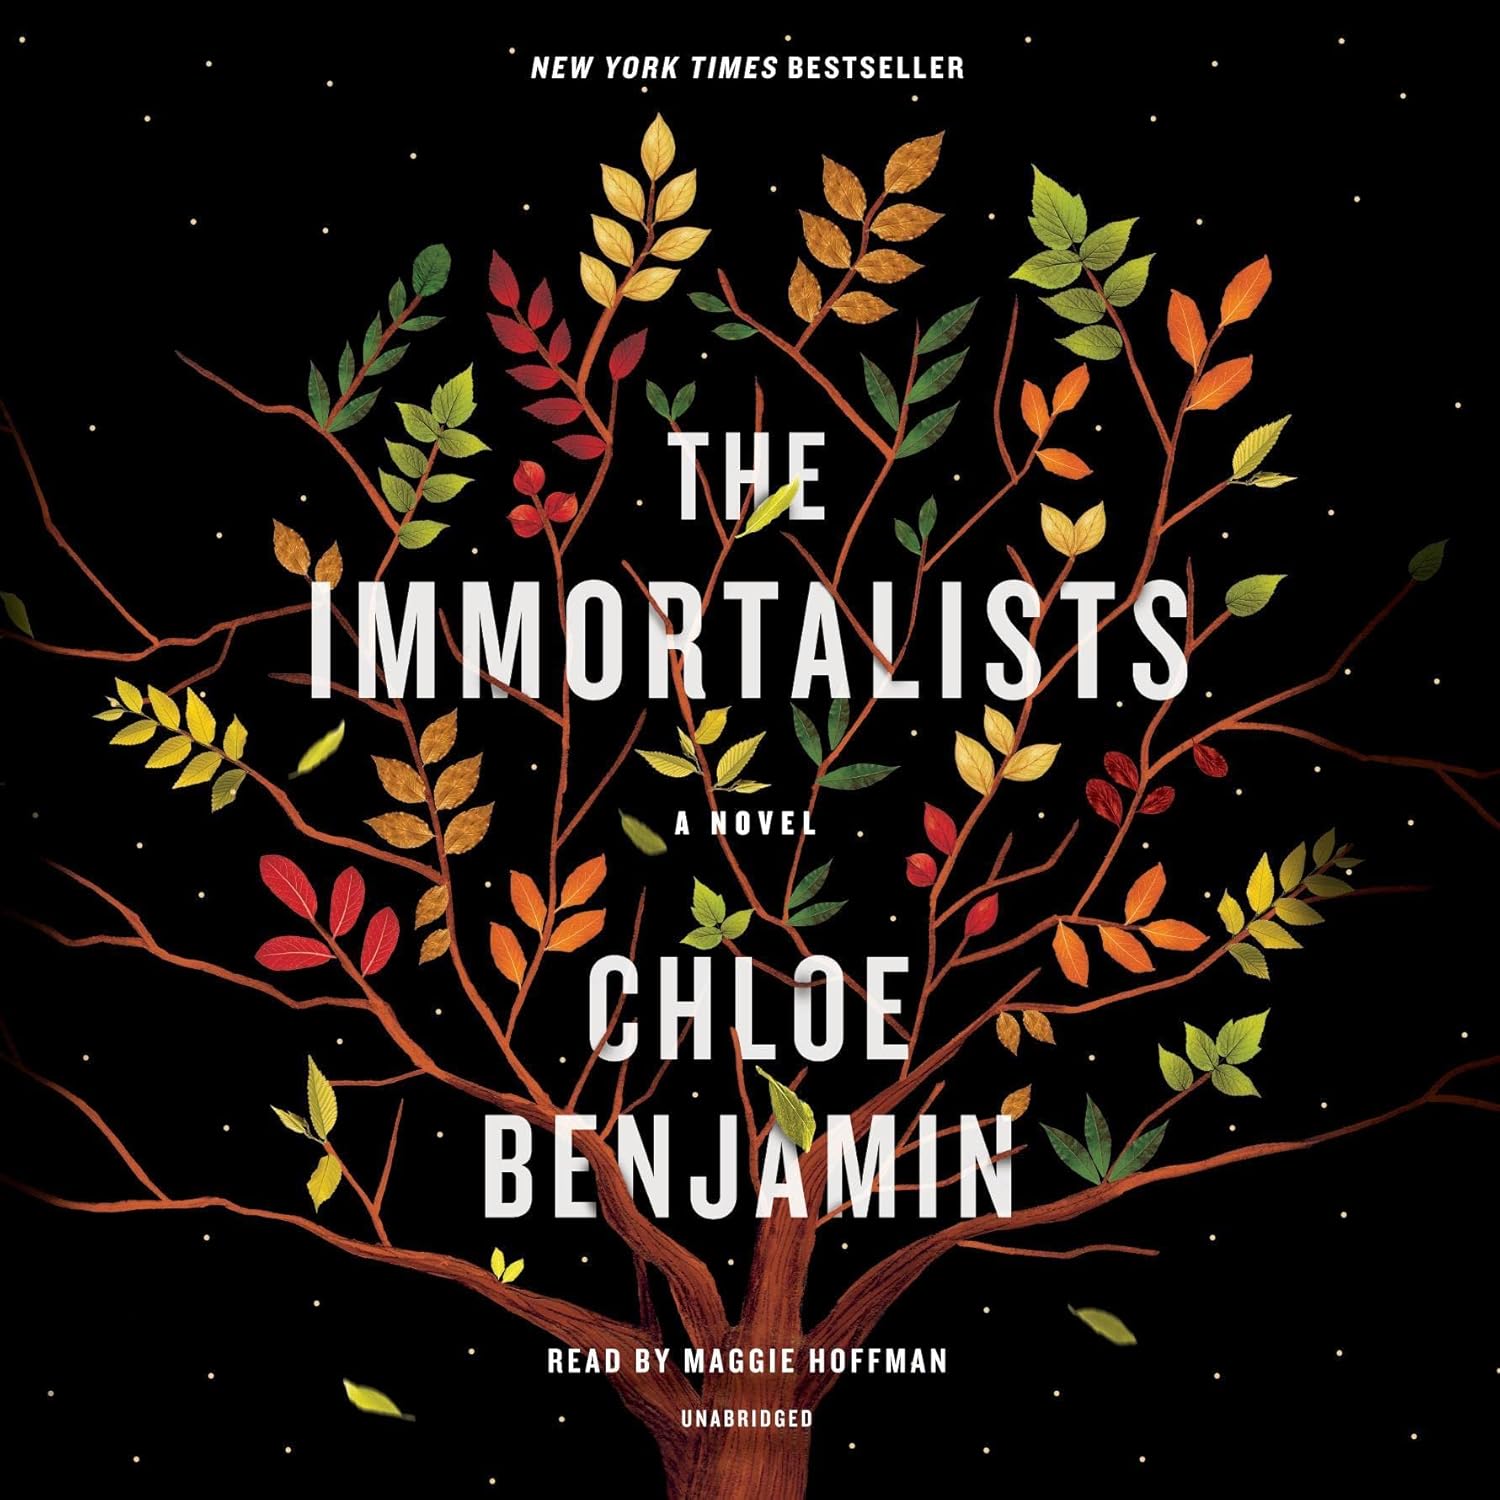 NEW YORK TIMES BESTSELLER
THE
IMMORTALISTS
A NOVEL
CHLOE
BENJAMIN
READ BY MAGGIE HOFFMAN
UNABRIDGED